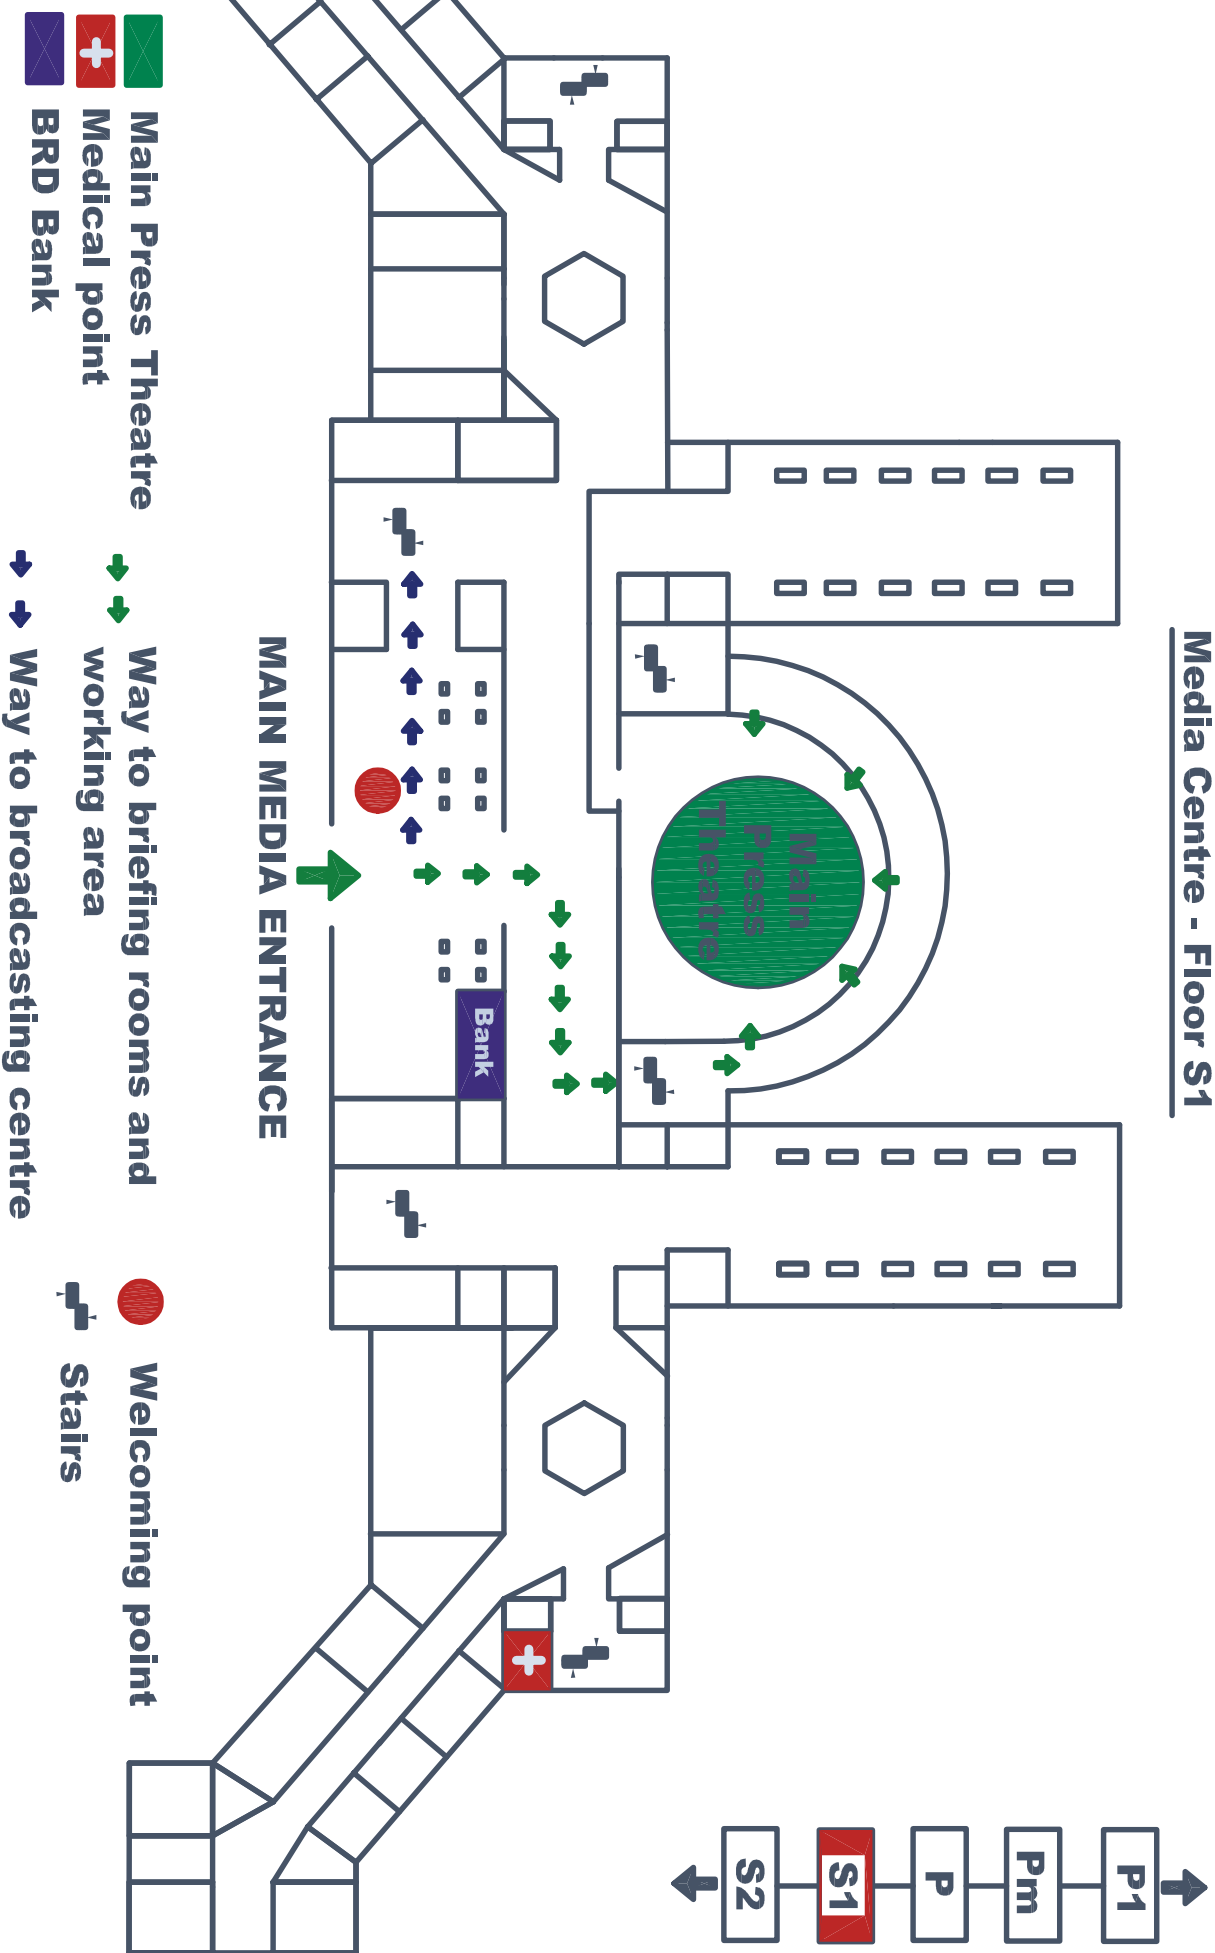 Media Centre - Floor S1
P1
Pm
P
S1
S2
Main
Press
Theatre
Bank
MAIN MEDIA ENTRANCE
Main Press Theatre
Medical point
BRD Bank
Way to briefing rooms and
working area
Way to broadcasting centre
Welcoming point
Stairs